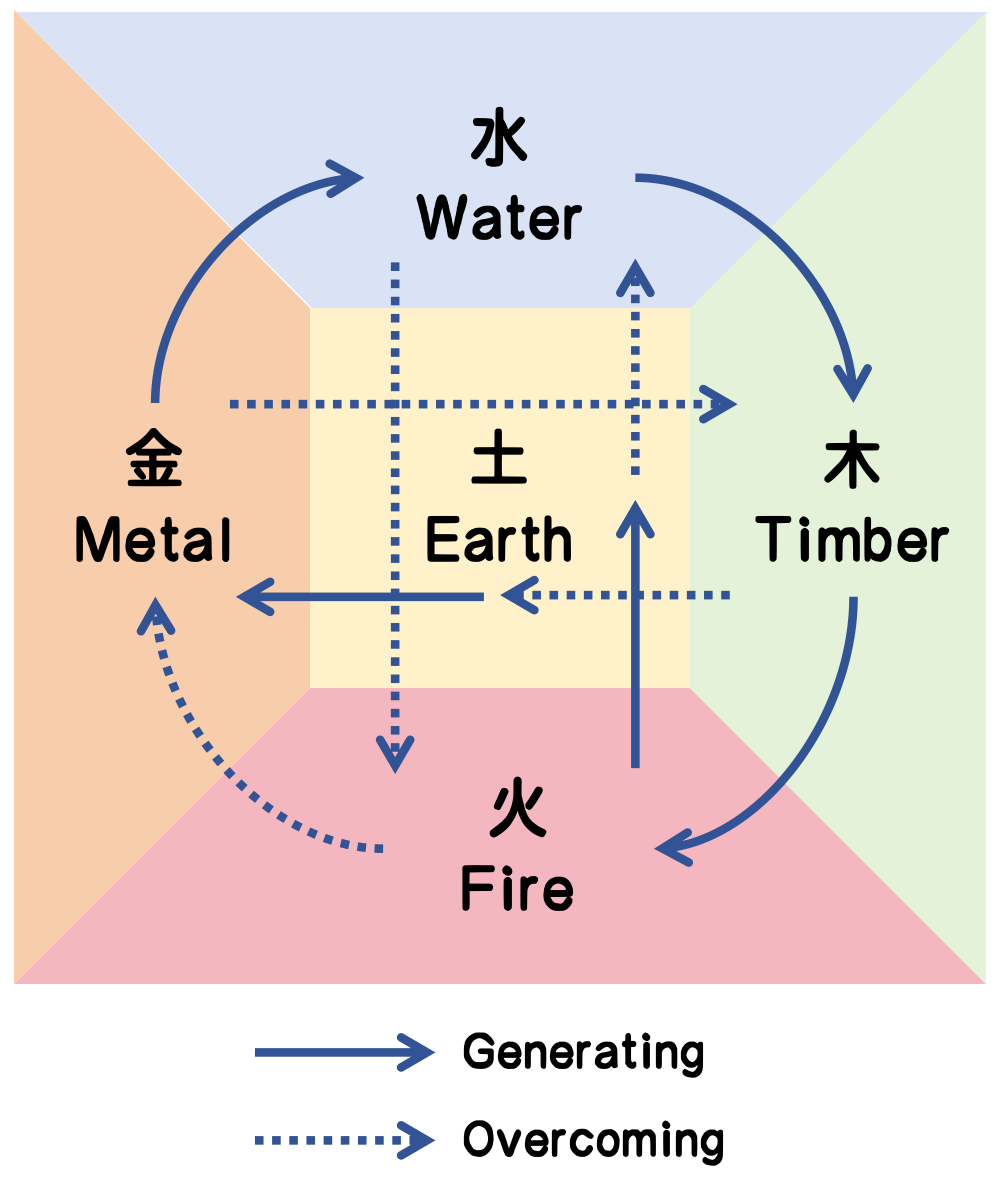 水
Water
金
Metal
土
Earth
木
Timber
火
Fire
Generating
Overcoming